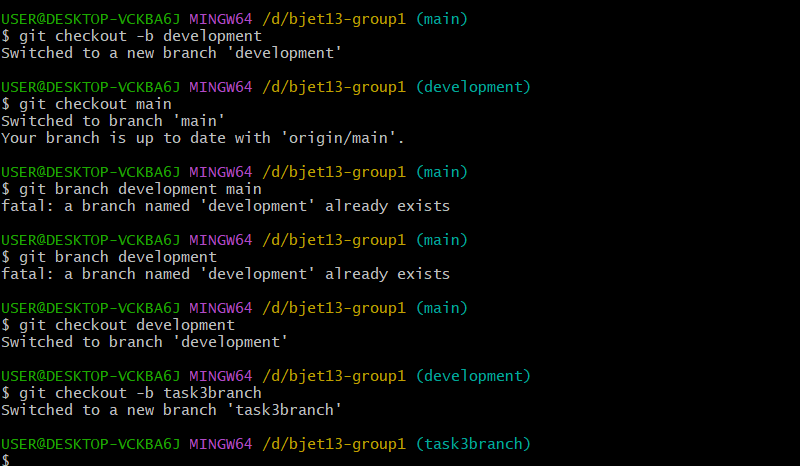 USER@DESKTOP-VCKBA6J MINGW64 /d/bjet13-group1 (main)
$ git checkout -b development
Switched to a new branch 'development'
USER@DESKTOP-VCKBA6J MINGW64 /d/bjet13-group1 (development)
$ git checkout main
Switched to branch 'main'
Your branch is up to date with 'origin/main'.
USER@DESKTOP-VCKBA6J MINGW64 /d/bjet13-group1 (main)
$ git branch development main
fatal: a branch named 'development' already exists
USER@DESKTOP-VCKBA6J MINGW64 /d/bjet13-group1 (main)
$ git branch development
fatal: a branch named 'development' already exists
USER@DESKTOP-VCKBA6J MINGW64 /d/bjet13-group1 (main)
$ git checkout development
Switched to branch 'development'
USER@DESKTOP-VCKBA6J MINGW64 /d/bjet13-group1 (development)
$ git checkout -b task3branch
Switched to a new branch 'task3branch'
USER@DESKTOP-VCKBA6J MINGW64 /d/bjet13-group1 (task3branch)
$